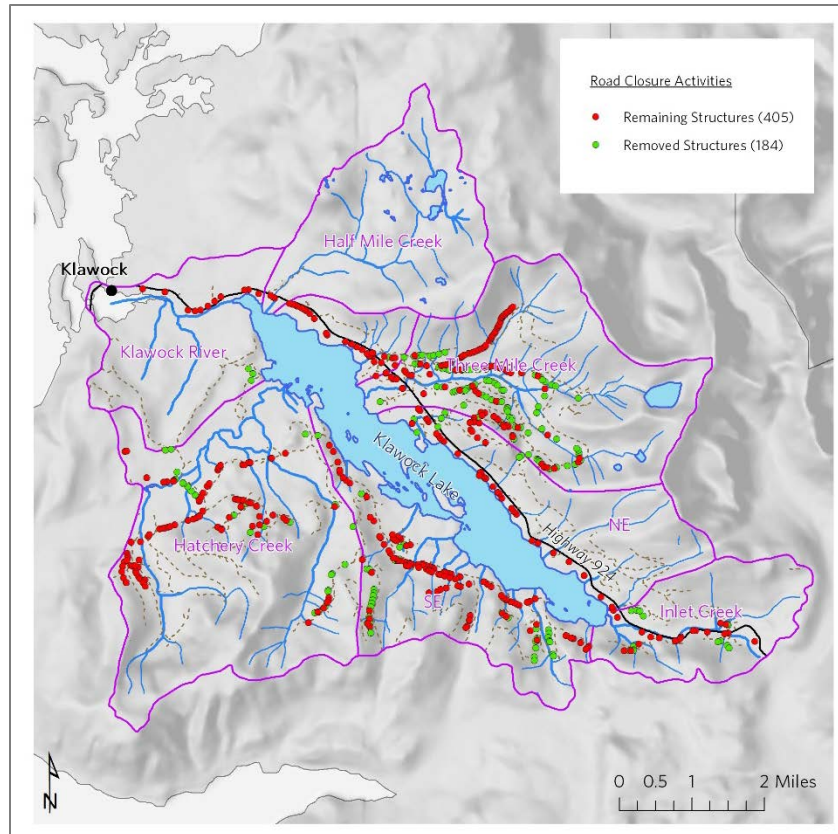 Road Closure Activities
Remaining Structures (405)
Removed Structures (184)
Half Mile Creek
Klawock
Klawock River
Three Mile Creek
Klawock Lake
Highway 924
NE
Hatchery Creek
SE
Inlet Creek
N
0 0.5 1 2 Miles